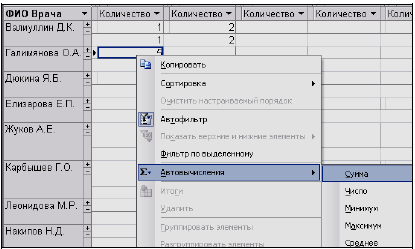 ФИО Врача Количество Количество Количество Количество Количество
Валиуллин Д.К. 1 2
1 2
Галимянова О.А.
Дюкина Я.В.
Елизарова Е.П.
Жуков А.Е.
Карбышев Г.О.
Леонидова М.Р.
Накипов Н.Д.
Копировать
Сортировка
Очистить настраиваемый порядок
Автофильтр
Показать верхние и нижние элементы
Фильтр по выделенному
Σ Автовычисления
Итоги
Удалить
Группировать элементы
Разгруппировать элементы
Сумма
Число
Минимум
Максимум
Среднее